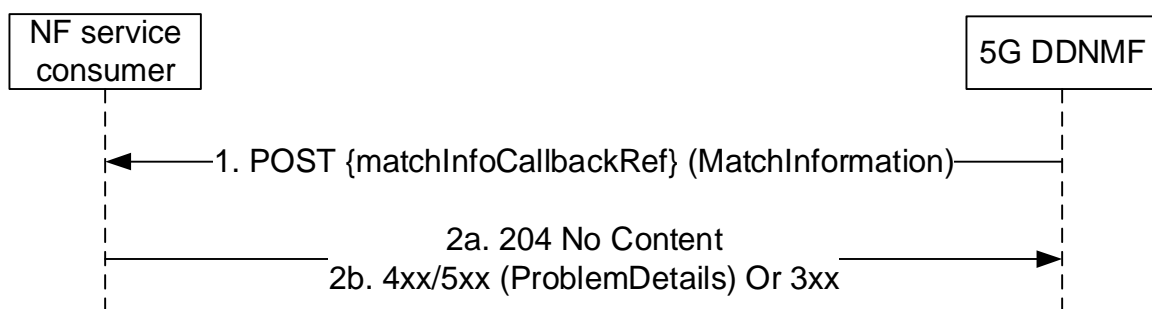 NF service
consumer
5G DDNMF
1. POST {matchInfoCallbackRef} (MatchInformation)
2a. 204 No Content
2b. 4xx/5xx (ProblemDetails) Or 3xx